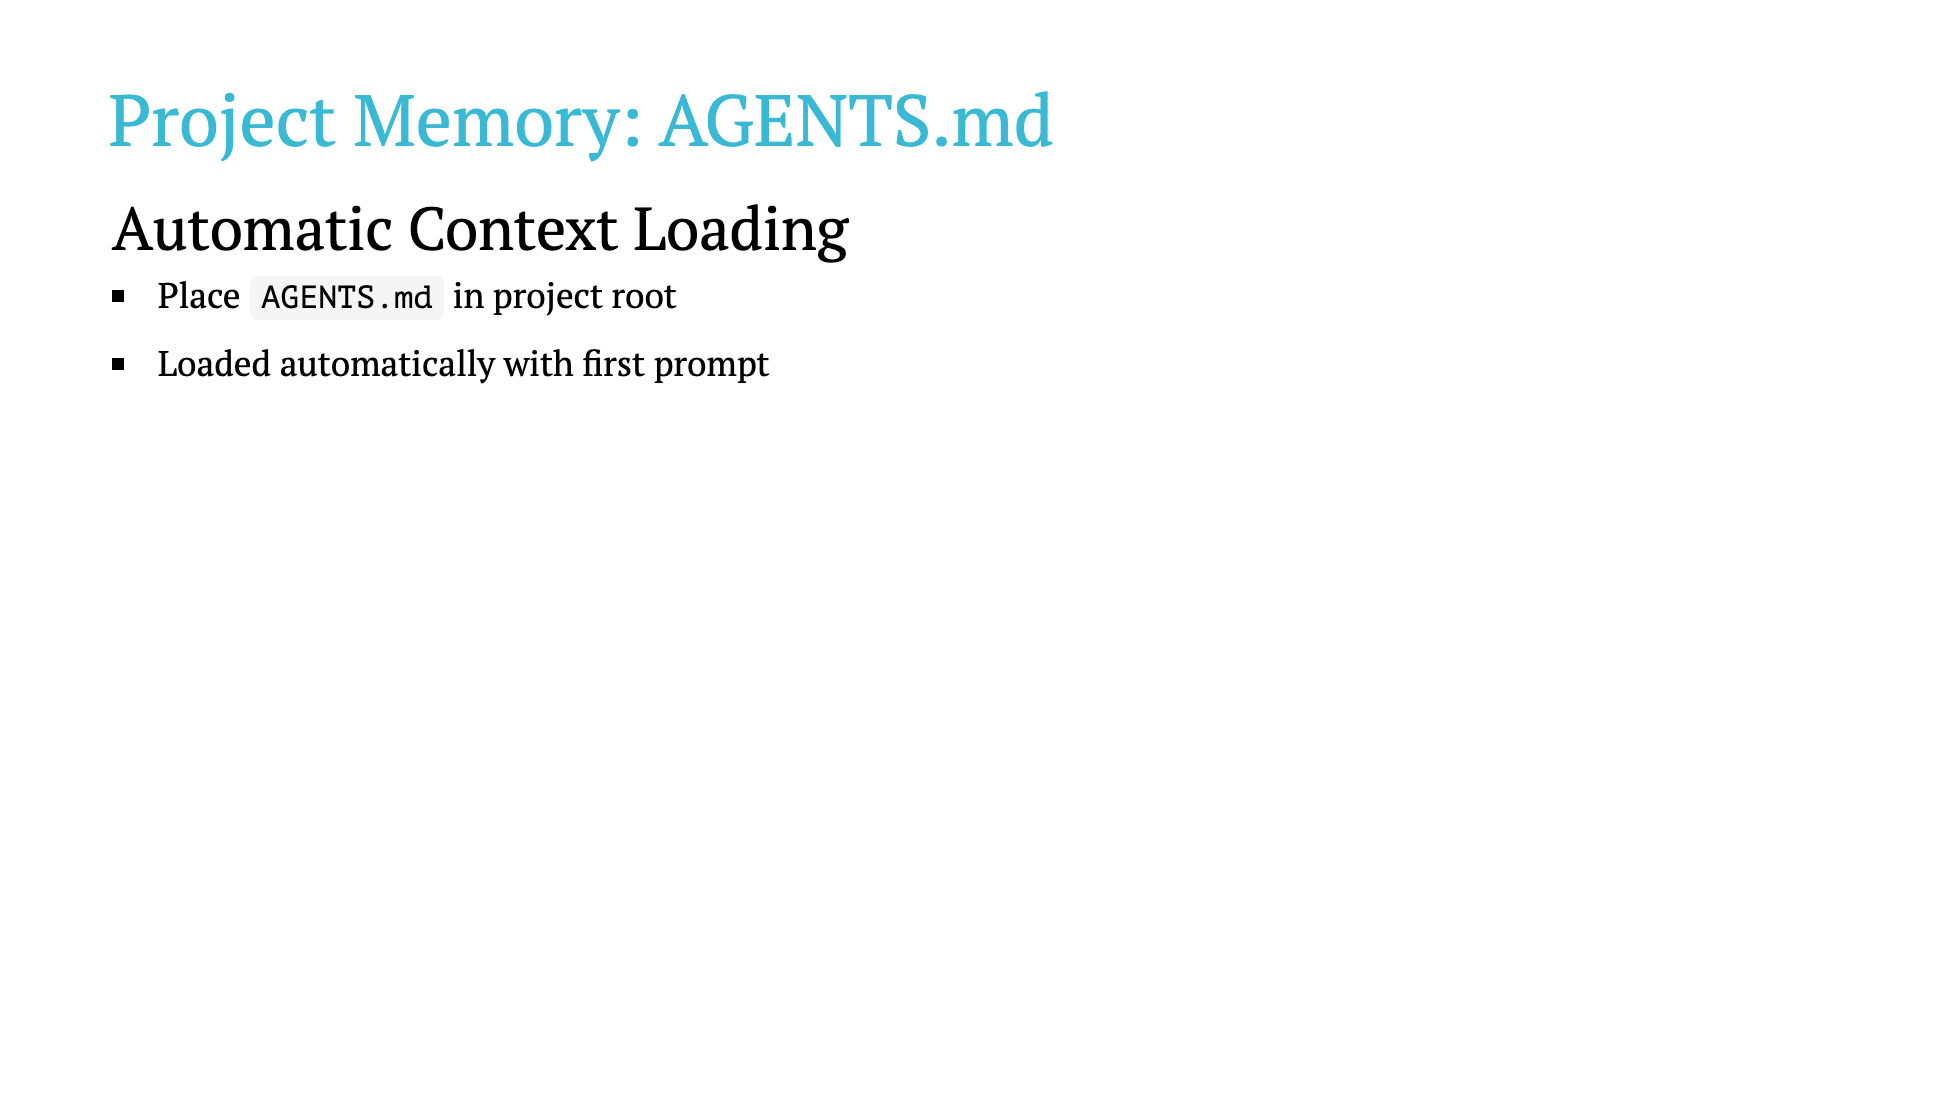 Project Memory: AGENTS.md
Automatic Context Loading
▪ Place AGENTS.md in project root
▪ Loaded automatically with first prompt